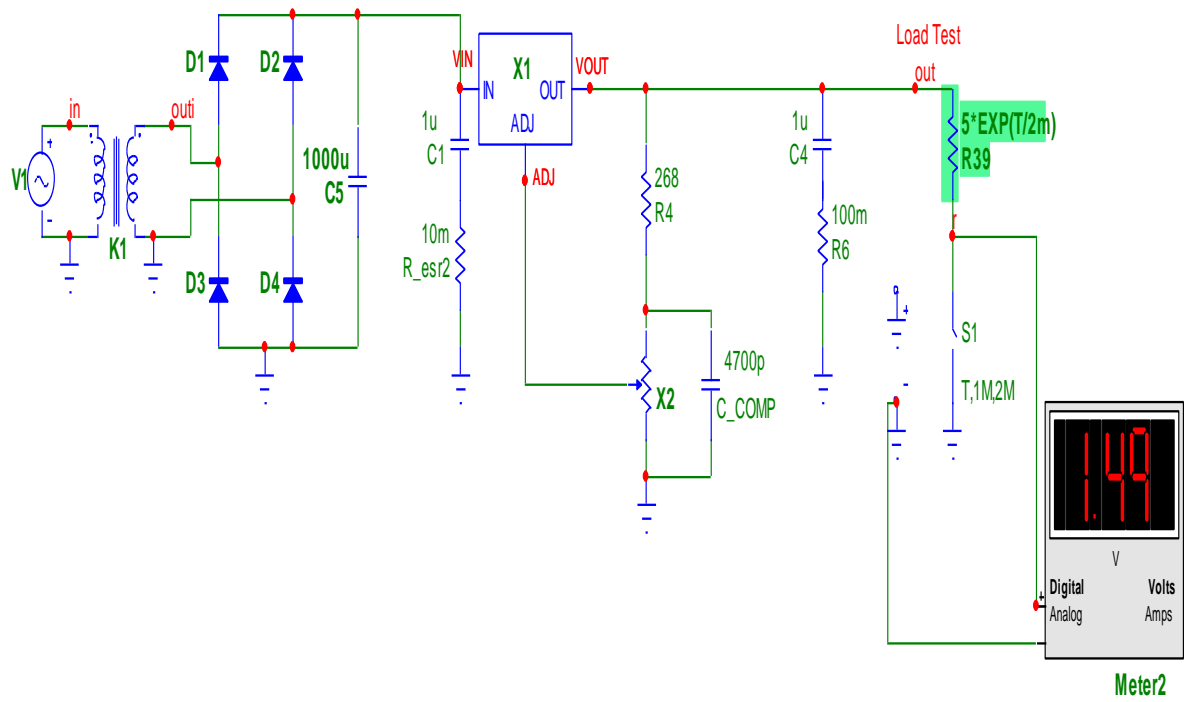 Load Test
D1
D2
VIN
X1
VOUT
out
IN
OUT
in
outi
5*EXP(T/2m)
R39
1u
C1
ADJ
1u
C4
V1
1000u
C5
ADJ
268
R4
100m
R6
r
K1
10m
R_esr2
D3
D4
S1
4700p
C_COMP
X2
T,1M,2M
1.49
V
Digital
Volts
Analog
Amps
Meter2